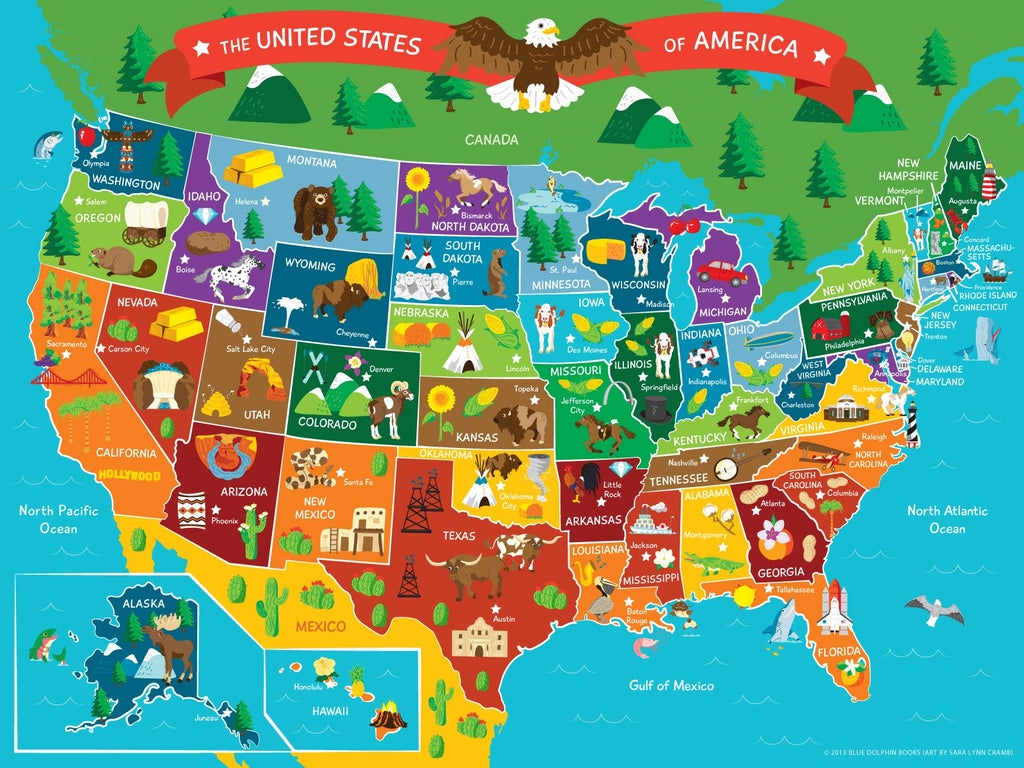 THE UNITED STATES
OF AMERICA
CANADA
Olympia
WASHINGTON
Salem
OREGON
IDAHO
Boise
Helena
MONTANA
Bismarck
NORTH DAKOTA
SOUTH
DAKOTA
Pierre
St. Paul
MINNESOTA
WISCONSIN
Madison
Lansing
MICHIGAN
WYOMING
Cheyenne
NEBRASKA
Lincoln
IOWA
Des Moines
ILLINOIS
Springfield
INDIANA
Indianapolis
OHIO
Columbus
PENNSYLVANIA
Philadelphia
NEW YORK
Albany
VERMONT
Montpelier
NEW
HAMPSHIRE
Concord
MAINE
Augusta
MASSACHU-
SETTS
Boston
Providence
RHODE ISLAND
Hartford
CONNECTICUT
NEW
JERSEY
Trenton
Dover
DELAWARE
MARYLAND
Annapolis
WEST
VIRGINIA
Charleston
Richmond
VIRGINIA
Frankfort
KENTUCKY
Nashville
TENNESSEE
Raleigh
NORTH
CAROLINA
SOUTH
CAROLINA
Columbia
Atlanta
GEORGIA
ALABAMA
Montgomery
Jackson
MISSISSIPPI
Tallahassee
FLORIDA
LOUISIANA
Baton
Rouge
Little
Rock
ARKANSAS
MISSOURI
Jefferson
City
Topeka
KANSAS
OKLAHOMA
Oklahoma
City
TEXAS
Austin
NEW
MEXICO
Santa Fe
Denver
COLORADO
Salt Lake City
UTAH
ARIZONA
Phoenix
NEVADA
Carson City
Sacramento
CALIFORNIA
HOLLYWOOD
North Pacific
Ocean
North Atlantic
Ocean
Gulf of Mexico
MEXICO
ALASKA
Juneau
Honolulu
HAWAII
© 2013 BLUE DOLPHIN BOOKS (ART BY SARA LYNN CRAMB)